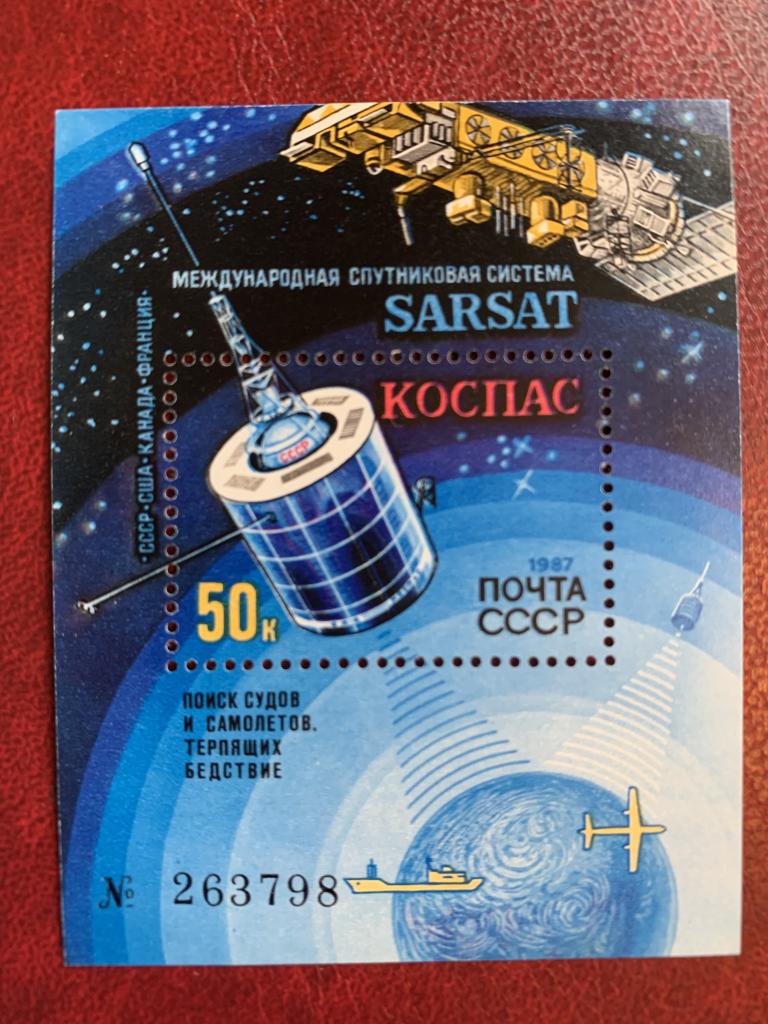 МЕЖДУНАРОДНАЯ СПУТНИКОВАЯ СИСТЕМА
SARSAT
КОСПАС
·СССР·США·КАНАДА·ФРАНЦИЯ·
СССР
50к
1987
ПОЧТА
СССР
ПОИСК СУДОВ
И САМОЛЕТОВ,
ТЕРПЯЩИХ
БЕДСТВИЕ
№ 263798